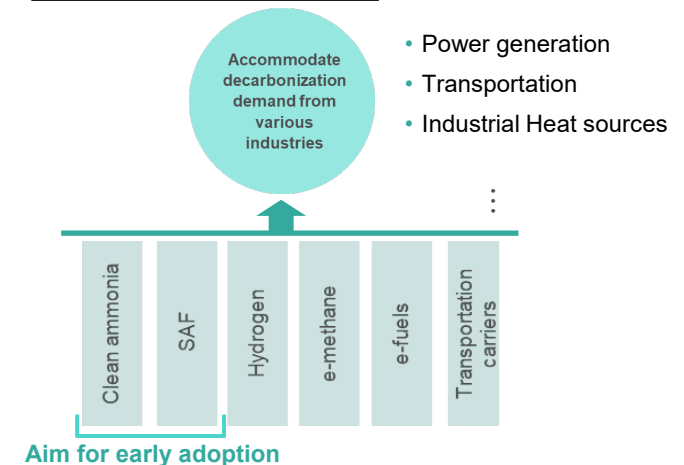 Accommodate
decarbonization
demand from
various
industries
• Power generation
• Transportation
• Industrial Heat sources
⋮
Clean ammonia
SAF
Hydrogen
e-methane
e-fuels
Transportation
carriers
Aim for early adoption